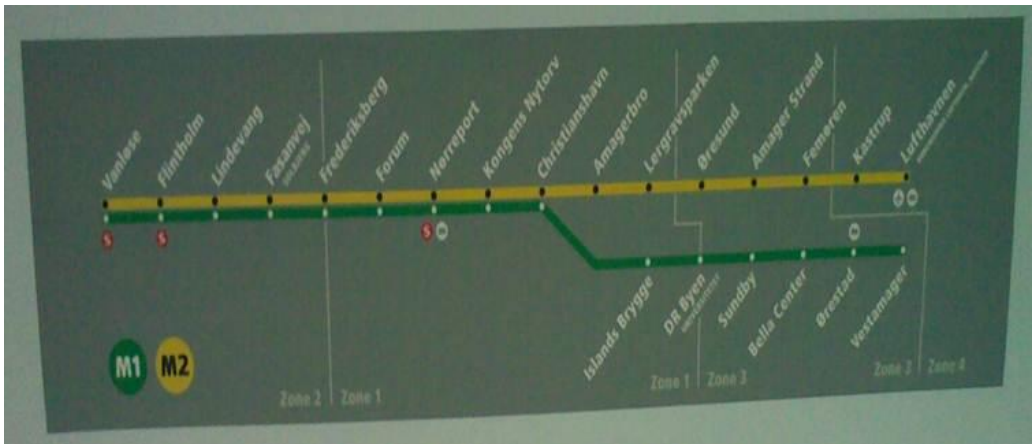 Vanløse
Flintholm
Lindevang
Fasanvej
Frederiksberg
Forum
Nørreport
Kongens Nytorv
Christianshavn
Amagerbro
Lergravsparken
Øresund
Amager Strand
Femøren
Kastrup
Lufthavnen
S
S
S
Islands Brygge
DR Byen
Sundby
Bella Center
Ørestad
Vestamager
M1
M2
Zone 2
Zone 1
Zone 1
Zone 3
Zone 3
Zone 4